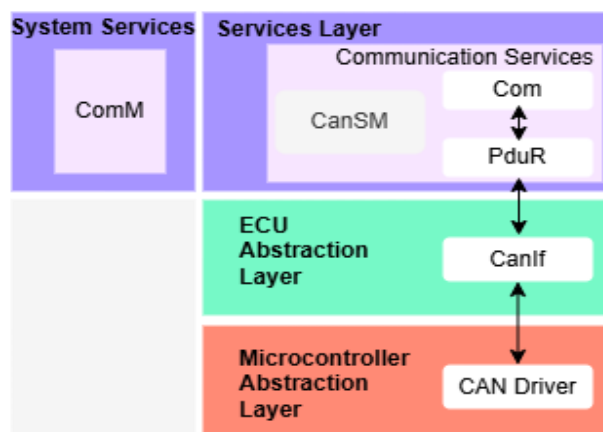 System Services
ComM
Services Layer
Communication Services
Com
CanSM
PduR
ECU
Abstraction
Layer
CanIf
Microcontroller
Abstraction
Layer
CAN Driver